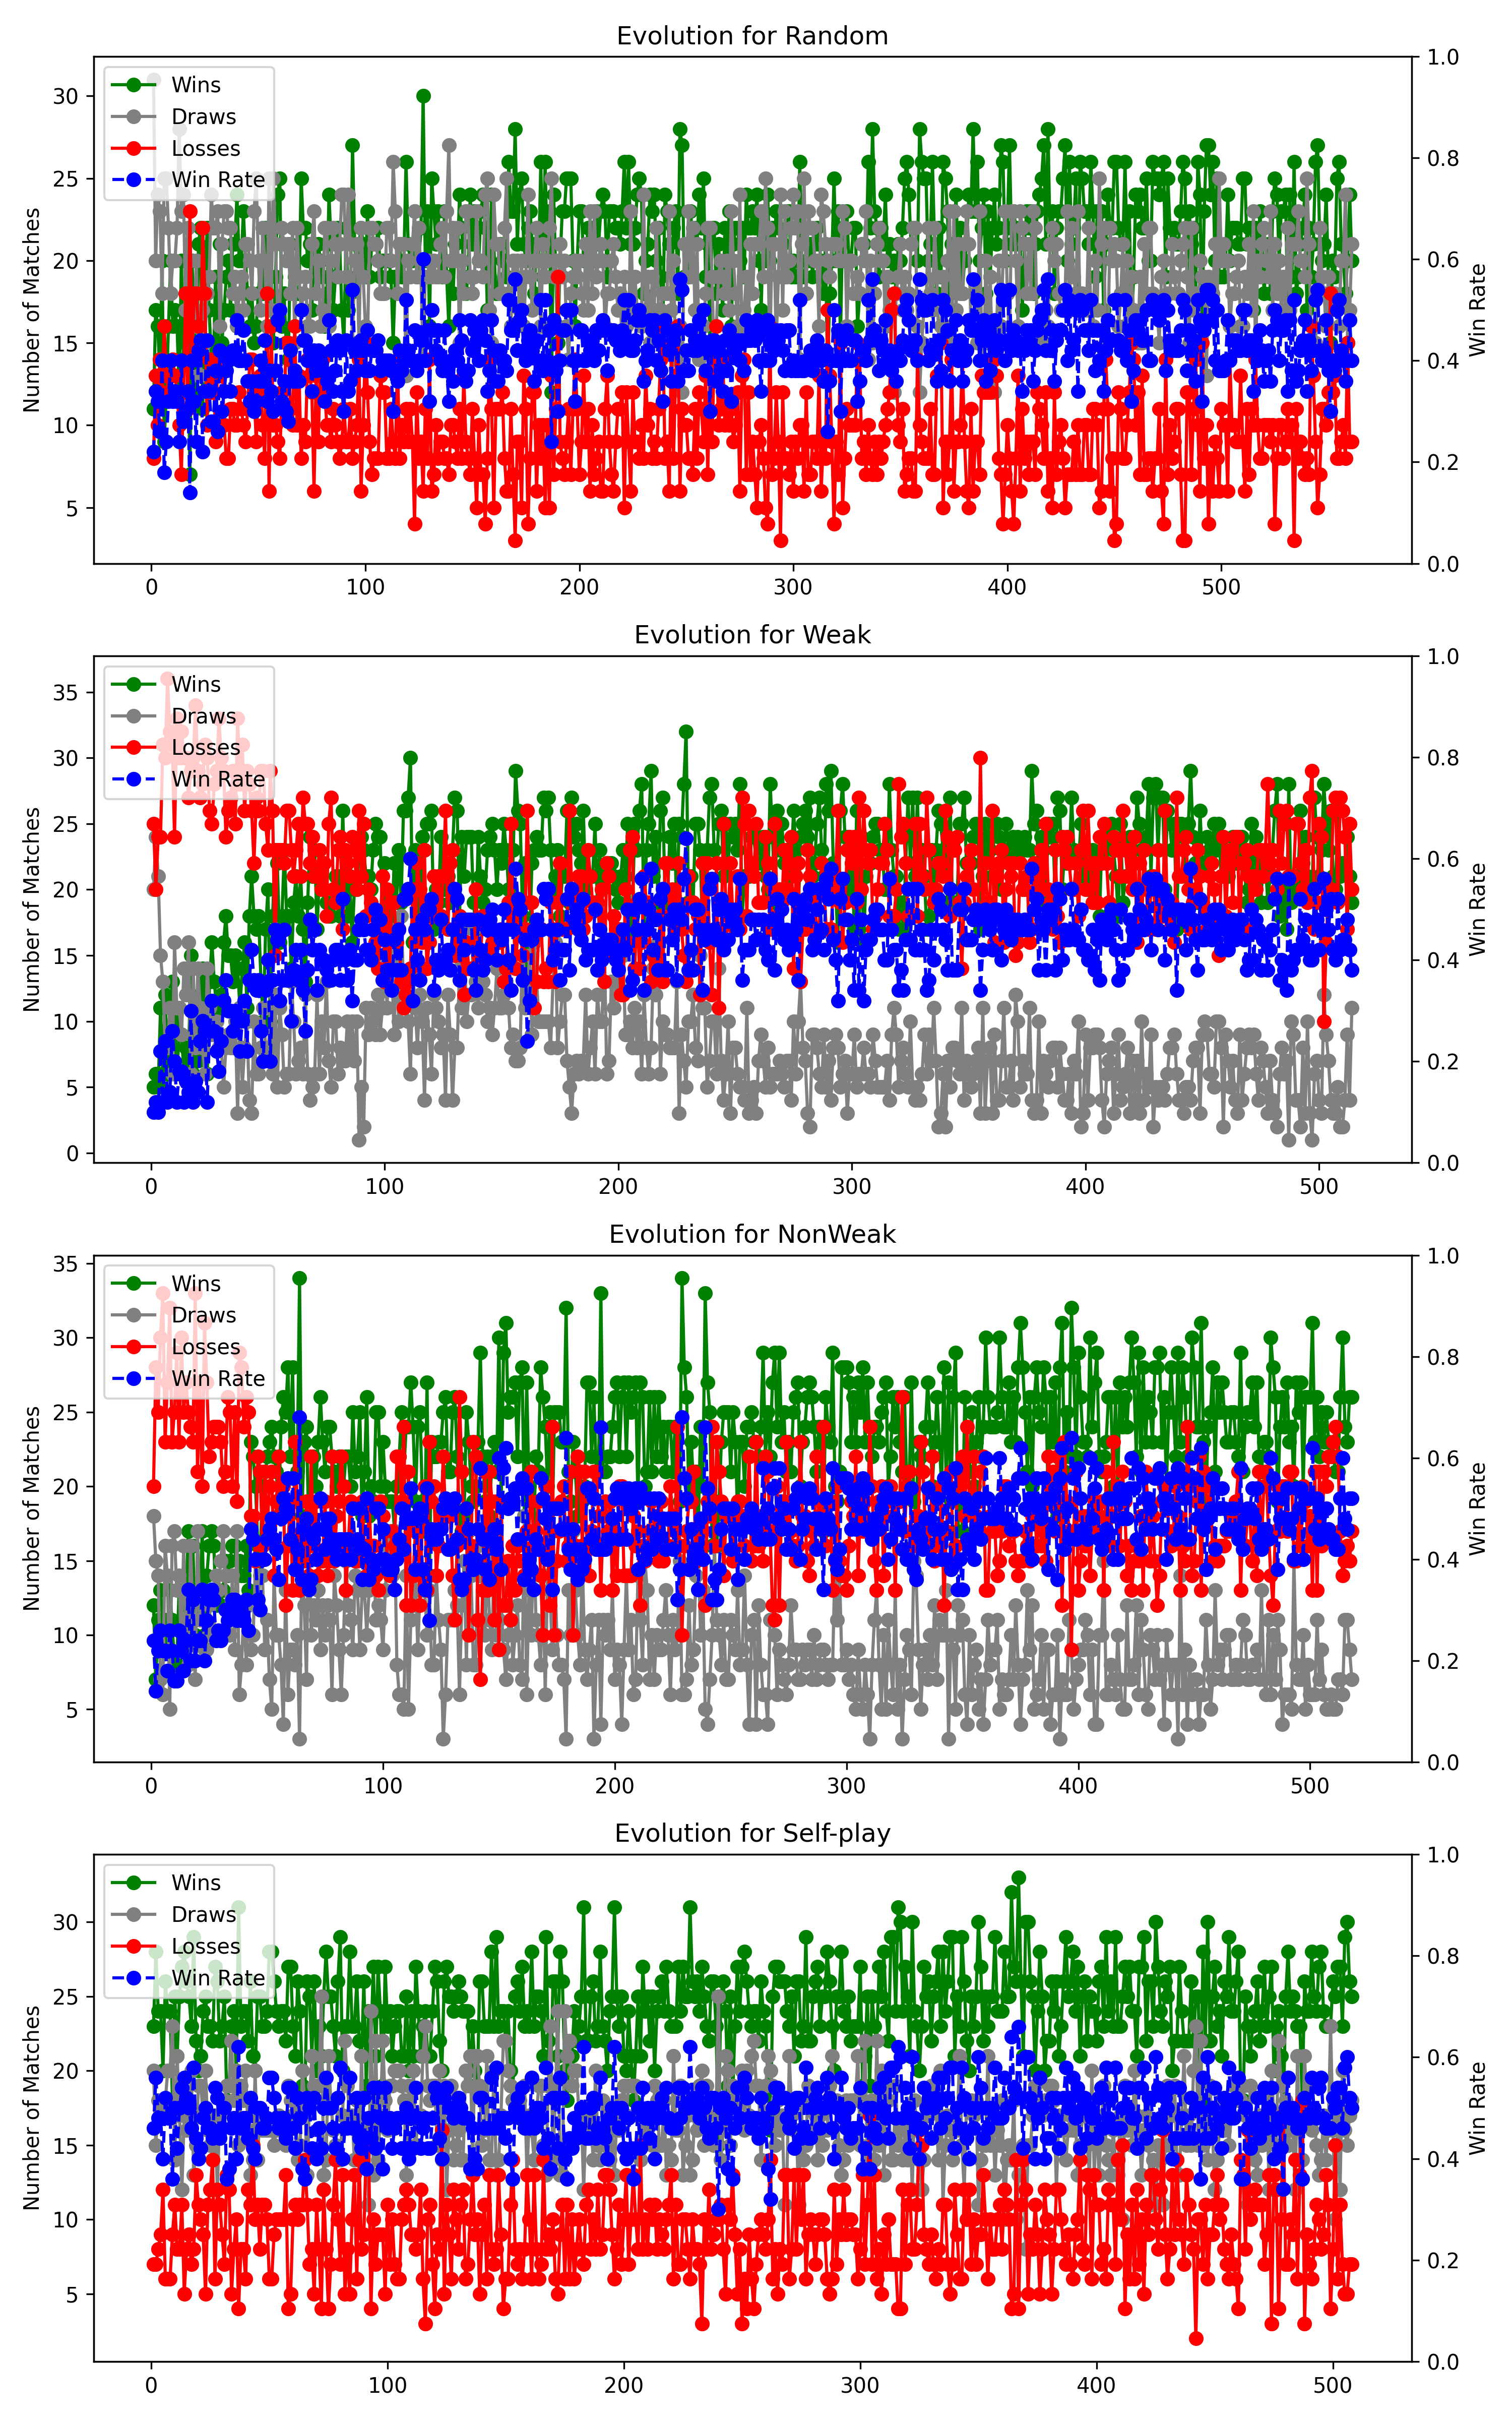 Evolution for Random
Number of Matches
30
25
20
15
10
5
Wins
Draws
Losses
Win Rate
1.0
0.8
0.6
0.4
0.2
0.0
Win Rate
0 100 200 300 400 500
Evolution for Weak
Number of Matches
35
30
25
20
15
10
5
0
Wins
Draws
Losses
Win Rate
1.0
0.8
0.6
0.4
0.2
0.0
Win Rate
0 100 200 300 400 500
Evolution for NonWeak
Number of Matches
35
30
25
20
15
10
5
Wins
Draws
Losses
Win Rate
1.0
0.8
0.6
0.4
0.2
0.0
Win Rate
0 100 200 300 400 500
Evolution for Self-play
Number of Matches
30
25
20
15
10
5
Wins
Draws
Losses
Win Rate
1.0
0.8
0.6
0.4
0.2
0.0
Win Rate
0 100 200 300 400 500